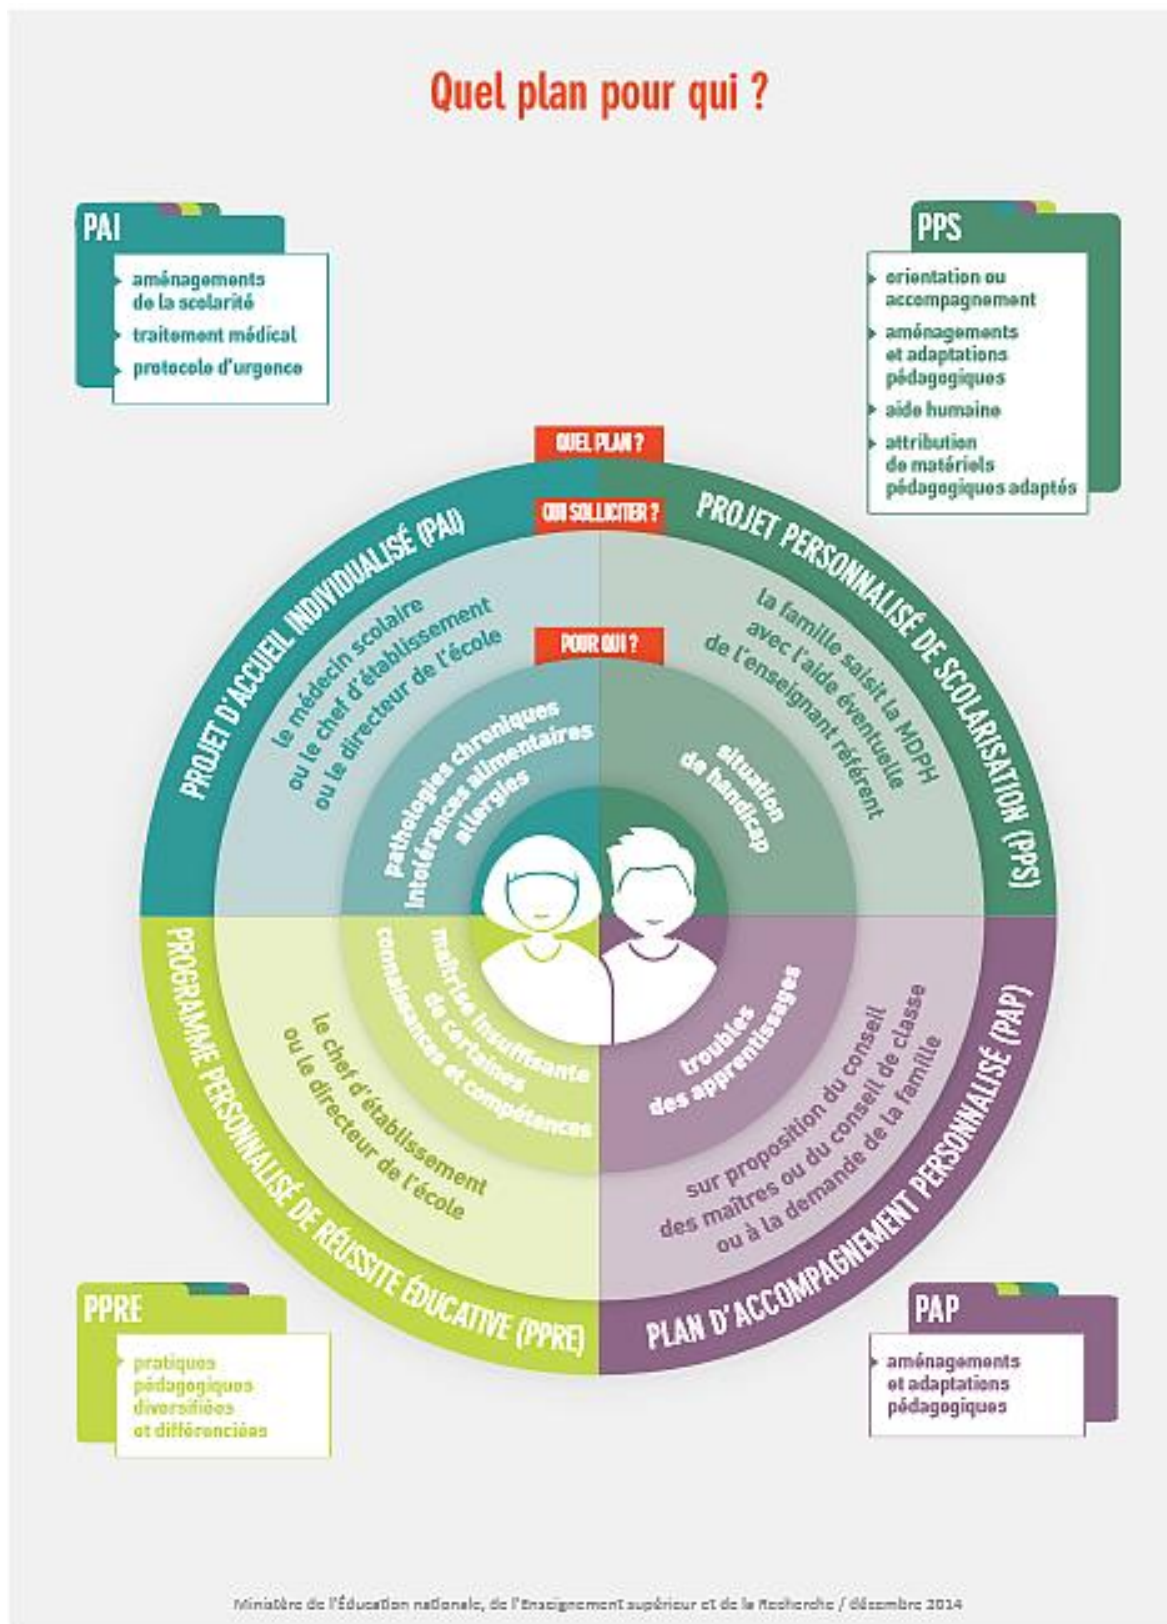 Quel plan pour qui ?
PAI
aménagements
de la scolarité
traitement médical
protocole d'urgence
PPS
orientation ou
accompagnement
aménagements
et adaptations
pédagogiques
aide humaine
attribution
de matériels
pédagogiques adaptés
QUEL PLAN ?
QUI SOLLICITER ?
POUR QUI ?
PROJET D'ACCUEIL INDIVIDUALISÉ (PAI)
le médecin scolaire
ou le chef d'établissement
ou le directeur de l'école
pathologies chroniques
Intolérances alimentaires
allergies
PROJET PERSONNALISÉ DE SCOLARISATION (PPS)
la famille saisit la MDPH
avec l'aide éventuelle
de l'enseignant référent
situation
de handicap
PROGRAMME PERSONNALISÉ DE RÉUSSITE ÉDUCATIVE (PPRE)
le chef d'établissement
ou le directeur de l'école
maîtrise insuffisante
de certaines
connaissances et compétences
PLAN D'ACCOMPAGNEMENT PERSONNALISÉ (PAP)
sur proposition du conseil
des maîtres ou du conseil de classe
ou à la demande de la famille
troubles
des apprentissages
PPRE
pratiques
pédagogiques
diversifiées
et différenciées
PAP
aménagements
et adaptations
pédagogiques
Ministère de l'Éducation nationale, de l'Enseignement supérieur et de la Recherche / décembre 2014